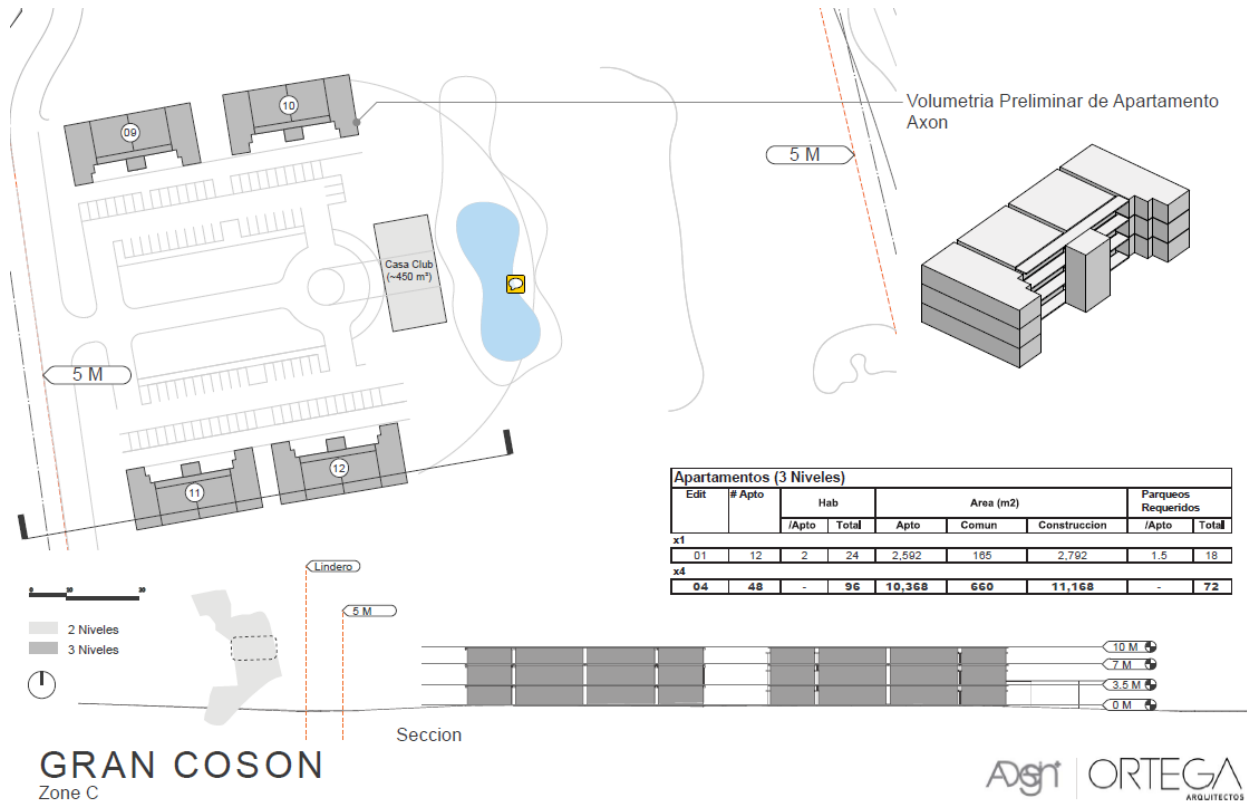 09
10
Volumetria Preliminar de Apartamento
Axon
5 M
Casa Club
(~450 m²)
5 M
11
12
Apartamentos (3 Niveles)
Edit # Apto Hab Area (m2) Parqueos Requeridos
/Apto Total Apto Comun Construccion /Apto Total
x1
01 12 2 24 2,592 165 2,792 1.5 18
x4
04 48 - 96 10,368 660 11,168 - 72
Lindero
5 M
2 Niveles
3 Niveles
10 M
7 M
3.5 M
0 M
Seccion
GRAN COSON
Zone C
ADesign
ORTEGA
ARQUITECTOS